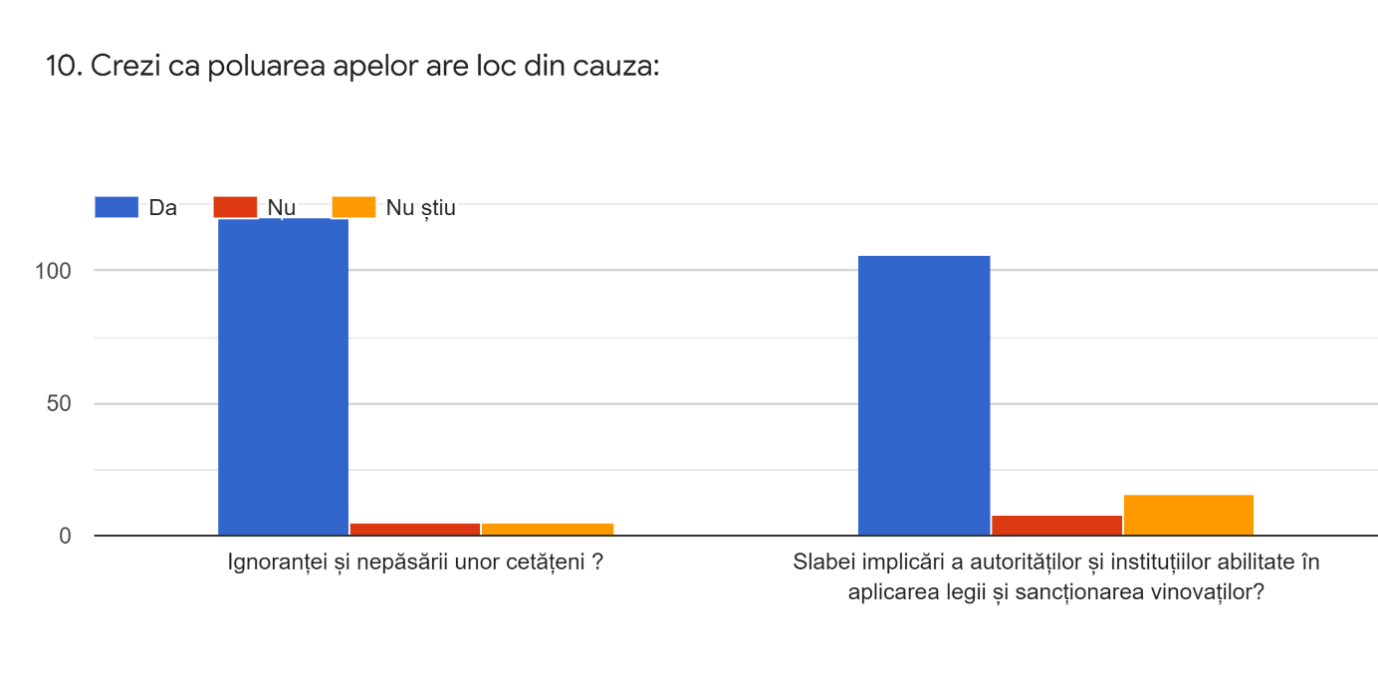 10. Crezi ca poluarea apelor are loc din cauza:
Da Nu Nu știu
100
50
0
Ignoranței și nepăsării unor cetățeni ?
Slabei implicări a autorităților și instituțiilor abilitate în
aplicarea legii și sancționarea vinovaților?